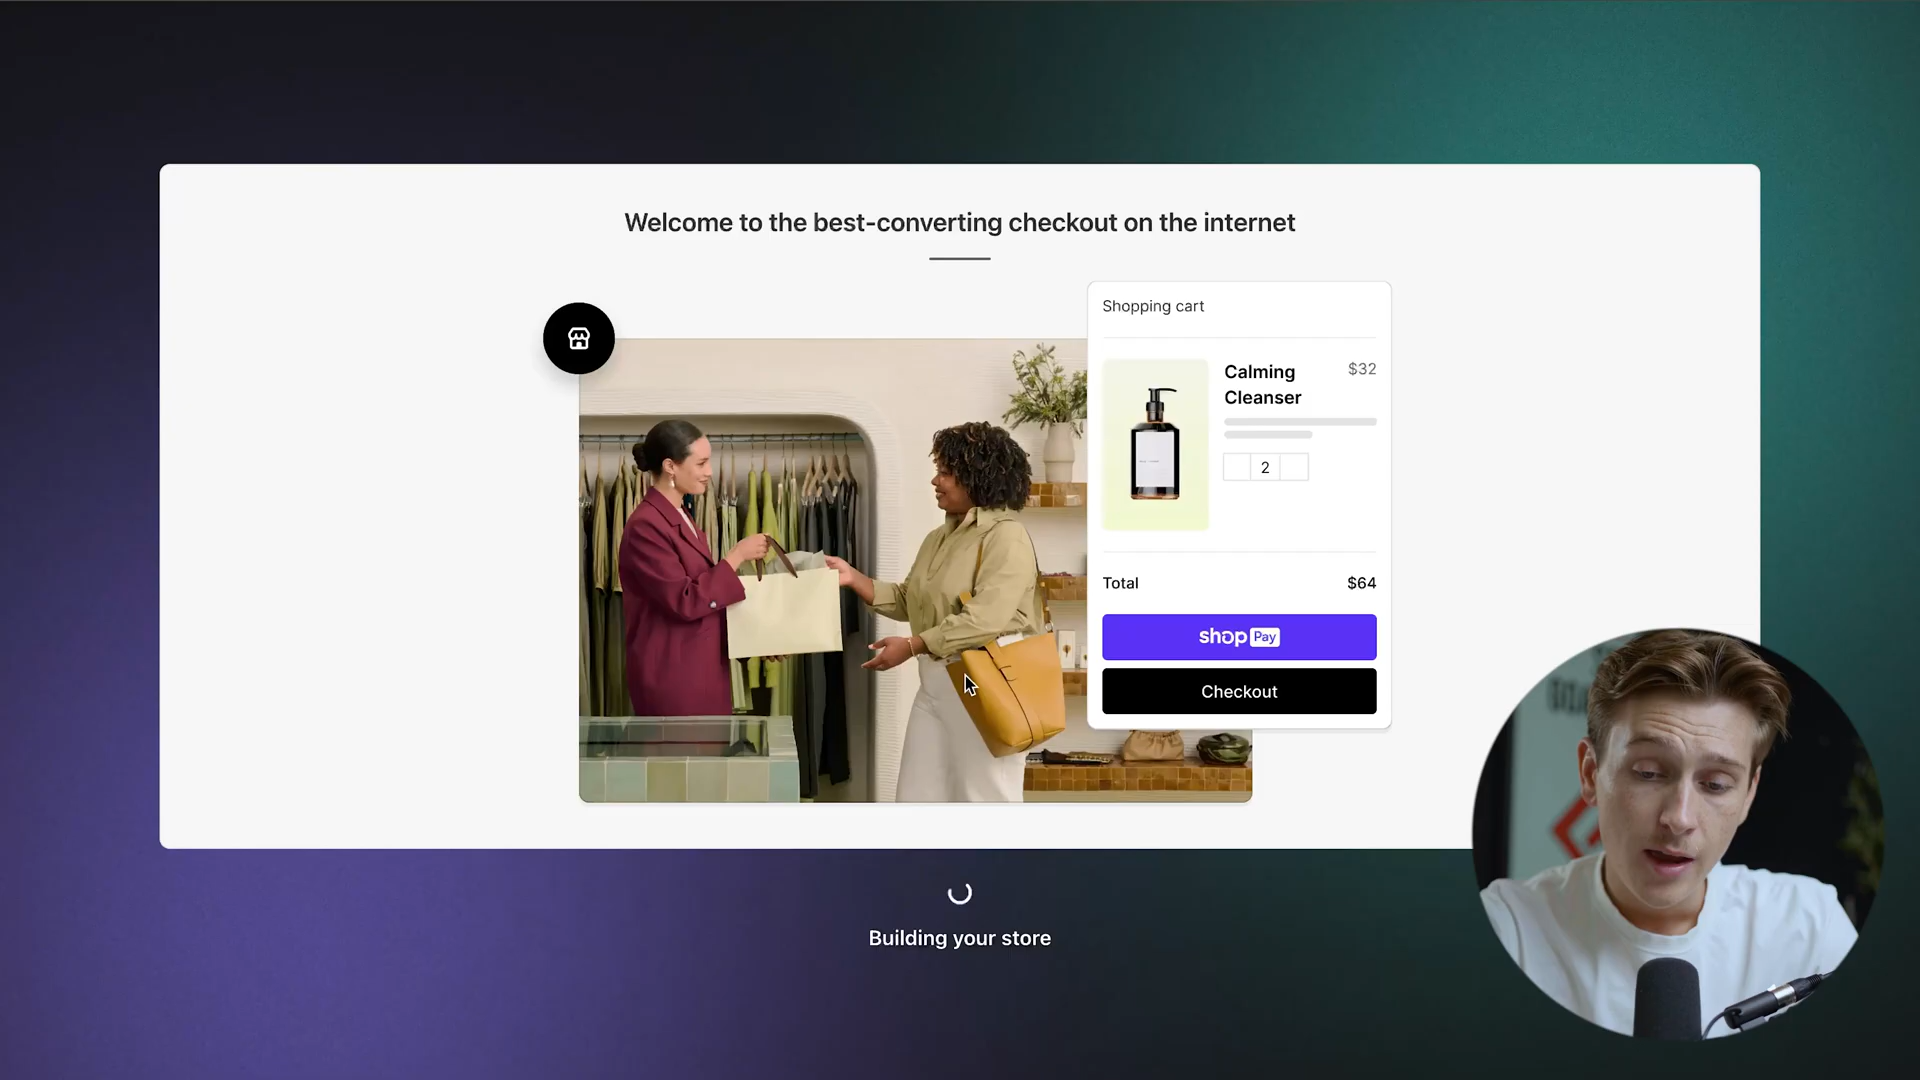 Welcome to the best-converting checkout on the internet
Shopping cart
Calming
Cleanser
$32
2
Total
$64
shop Pay
Checkout
Building your store